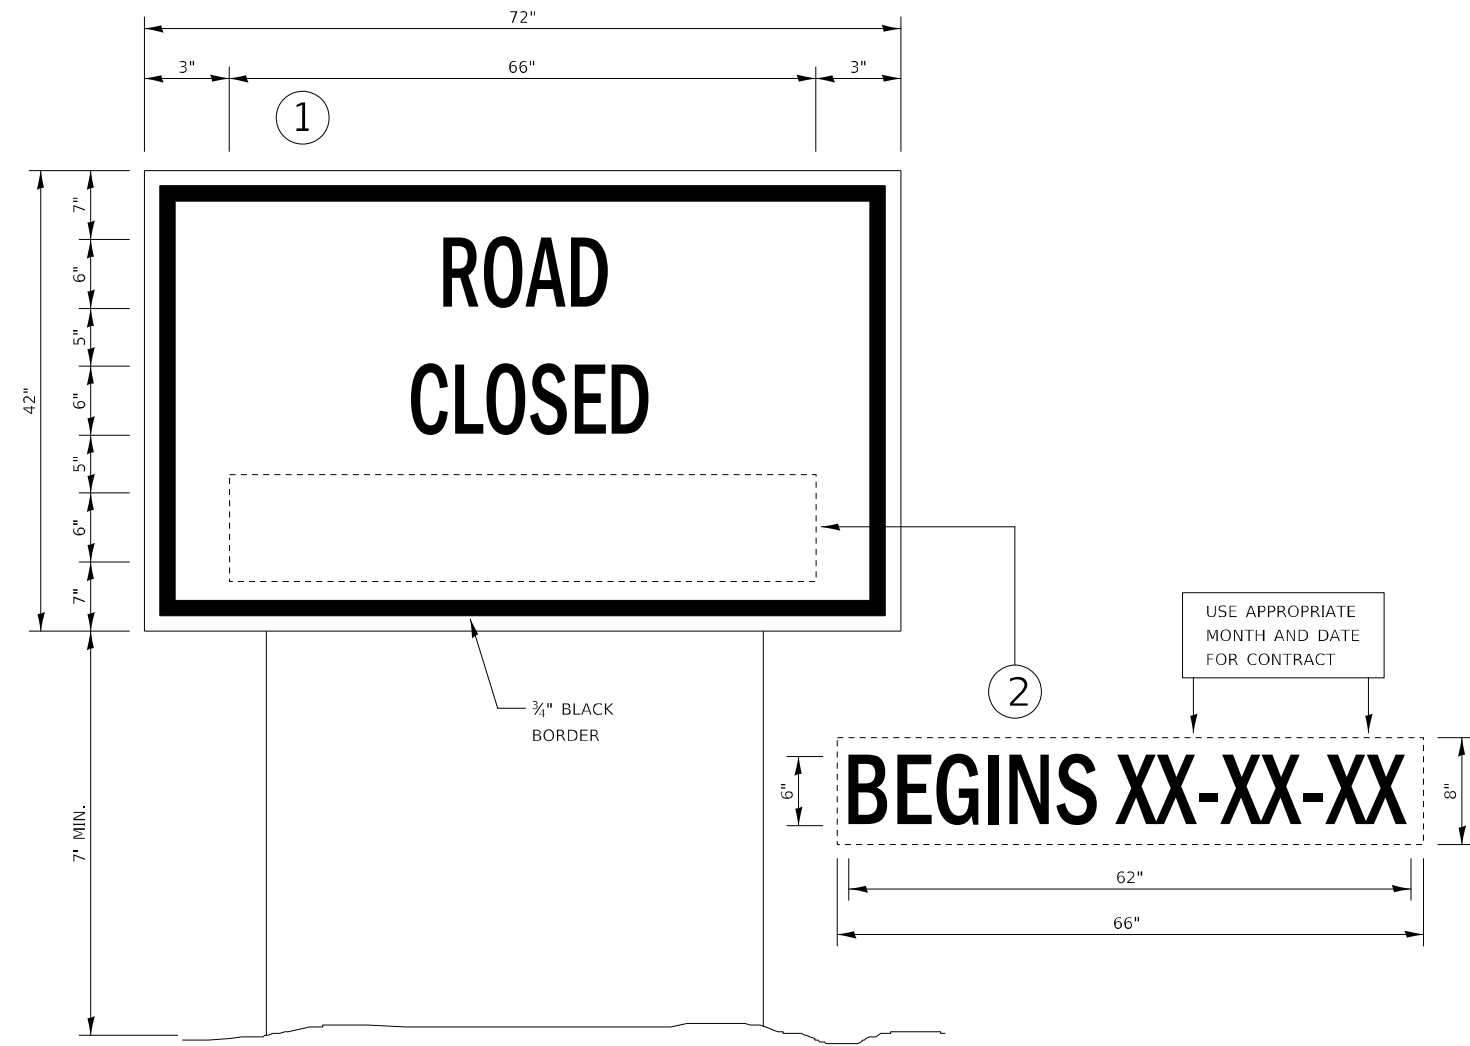 72"
3" 66" 3"
1
7"
6"
5"
6"
5"
6"
7"
42"
ROAD
CLOSED
2
¾" BLACK
BORDER
7' MIN.
USE APPROPRIATE
MONTH AND DATE
FOR CONTRACT
6"
BEGINS XX-XX-XX
8"
62"
66"